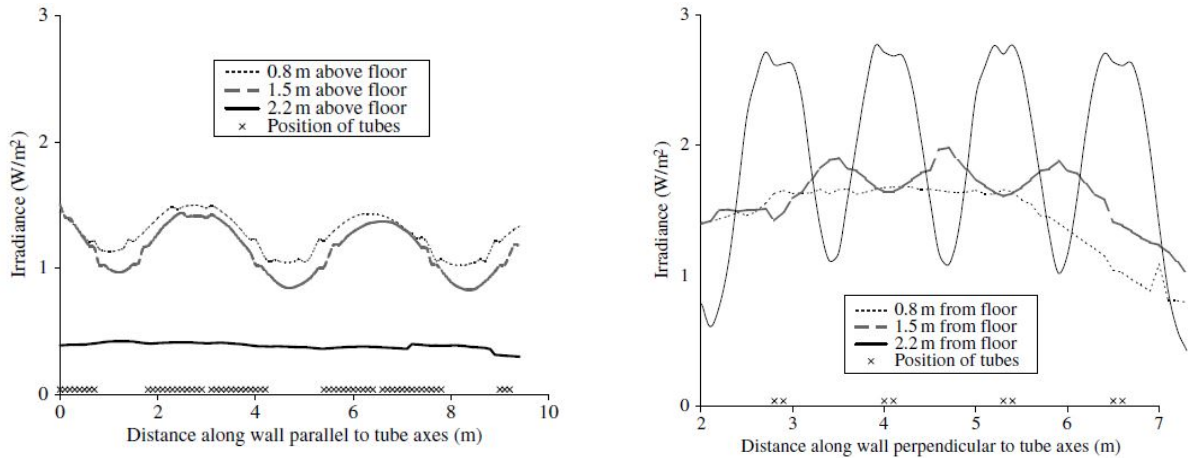 3
2
1
0
Irradiance (W/m²)
0.8 m above floor
1.5 m above floor
2.2 m above floor
Position of tubes
0 2 4 6 8 10
Distance along wall parallel to tube axes (m)
3
2
1
0
Irradiance (W/m²)
0.8 m from floor
1.5 m from floor
2.2 m from floor
Position of tubes
2 3 4 5 6 7
Distance along wall perpendicular to tube axes (m)